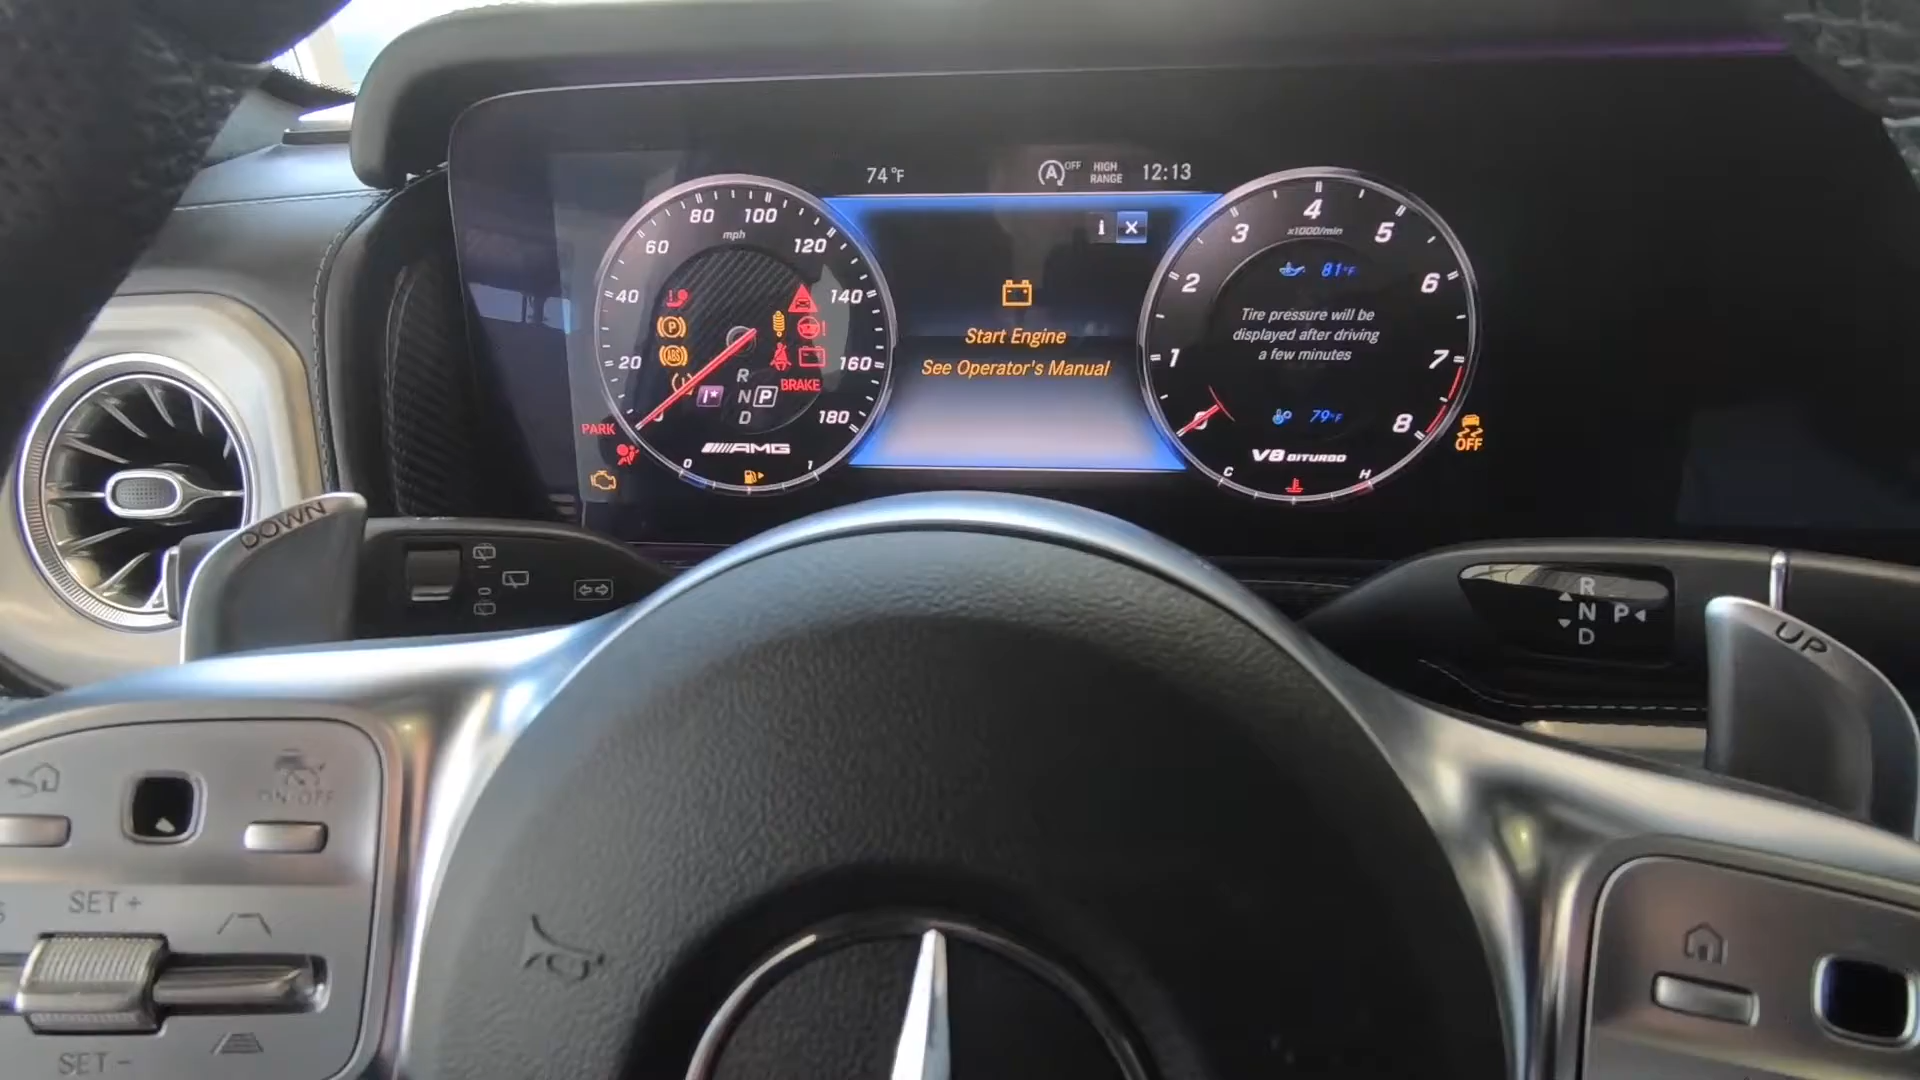 74°F
A OFF
HIGH
RANGE
12:13
20
40
60
80
100
120
140
160
180
mph
P
ABS
R
N
D
P
BRAKE
PARK
AMG
0
1
i
Start Engine
See Operator's Manual
1
2
3
4
5
6
7
8
x1000/min
81°F
Tire pressure will be
displayed after driving
a few minutes
79°F
V8 BITURBO
C
H
OFF
DOWN
R
N
D
P
UP
ON-OFF
SET +
SET -